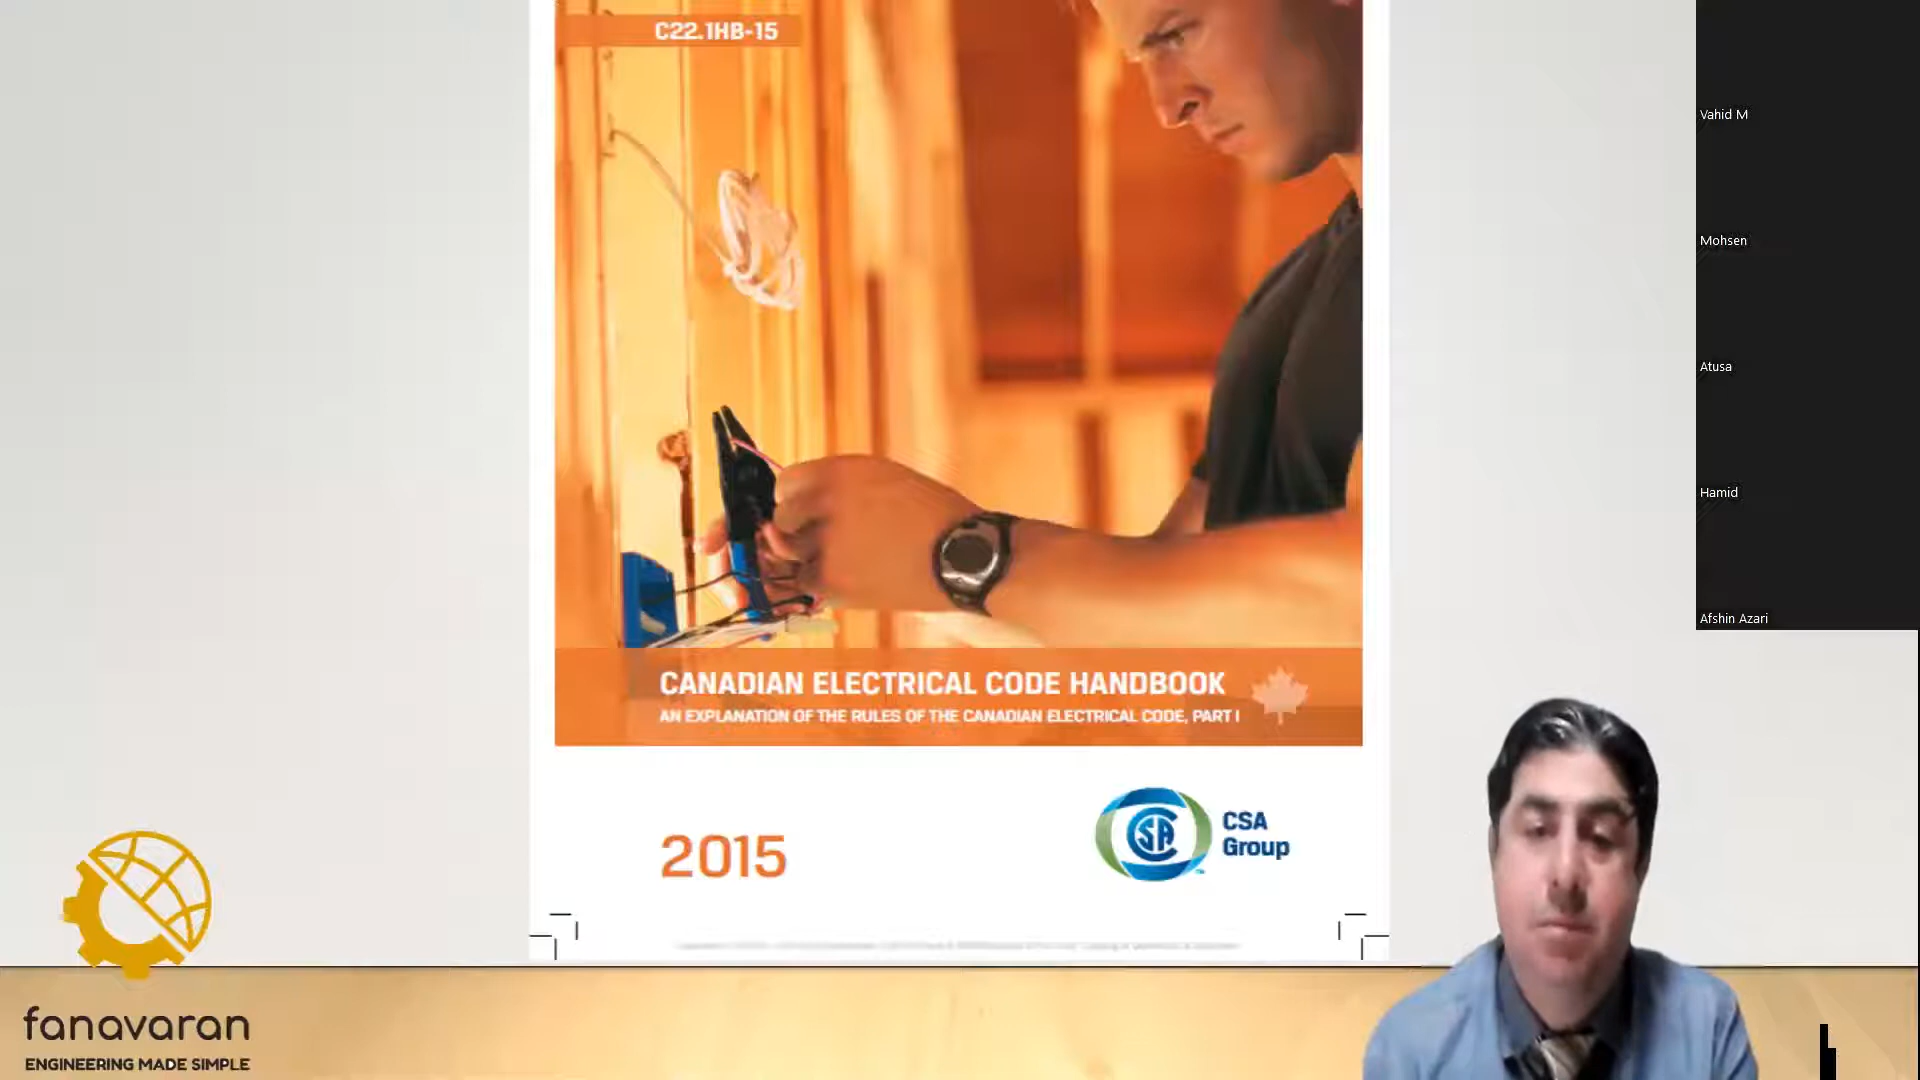 C22.1HB-15
CANADIAN ELECTRICAL CODE HANDBOOK
AN EXPLANATION OF THE RULES OF THE CANADIAN ELECTRICAL CODE, PART I
2015
CSA
Group
fanavaran
ENGINEERING MADE SIMPLE
Vahid M
Mohsen
Atusa
Hamid
Afshin Azari